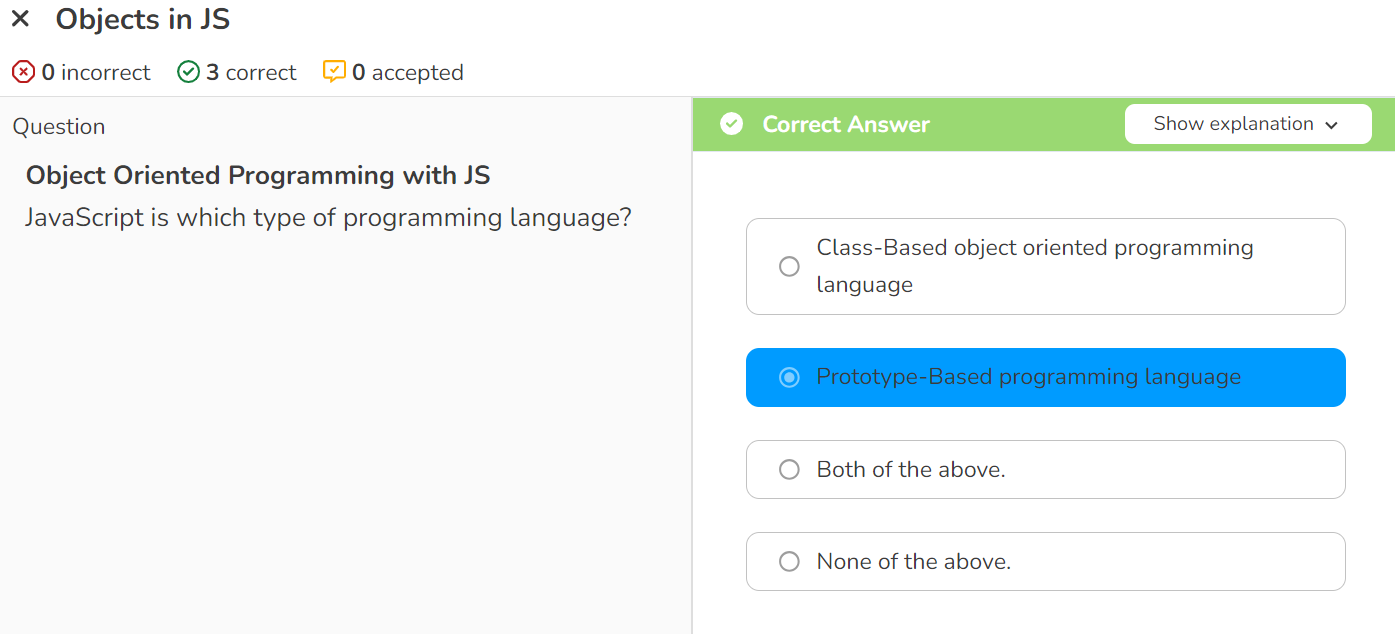 Objects in JS
0 incorrect 3 correct 0 accepted
Question
Object Oriented Programming with JS
JavaScript is which type of programming language?
Correct Answer
Show explanation
Class-Based object oriented programming
language
Prototype-Based programming language
Both of the above.
None of the above.